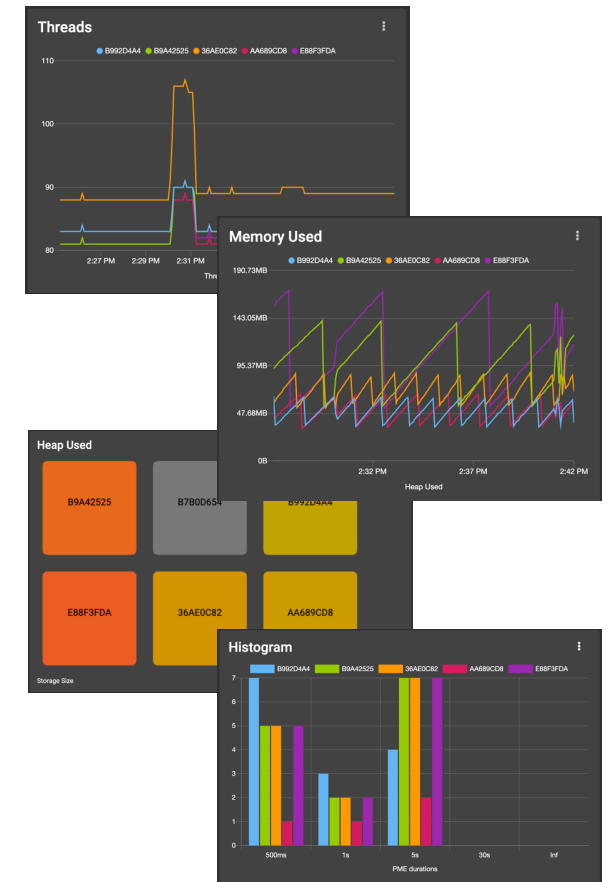 Threads
B992D4A4 B9A42525 36AE0C82 AA689CD8 E88F3FDA
110
100
90
80
2:27 PM 2:29 PM 2:31 PM
Thre
Memory Used
B992D4A4 B9A42525 36AE0C82 AA689CD8 E88F3FDA
190.73MB
143.05MB
95.37MB
47.68MB
0B
2:32 PM 2:37 PM 2:42 PM
Heap Used
Heap Used
B9A42525 B7B0D654 B992D4A4
E88F3FDA 36AE0C82 AA689CD8
Storage Size
Histogram
B992D4A4 B9A42525 36AE0C82 AA689CD8 E88F3FDA
7
6
5
4
3
2
1
0
500ms 1s 5s 30s Inf
PME durations